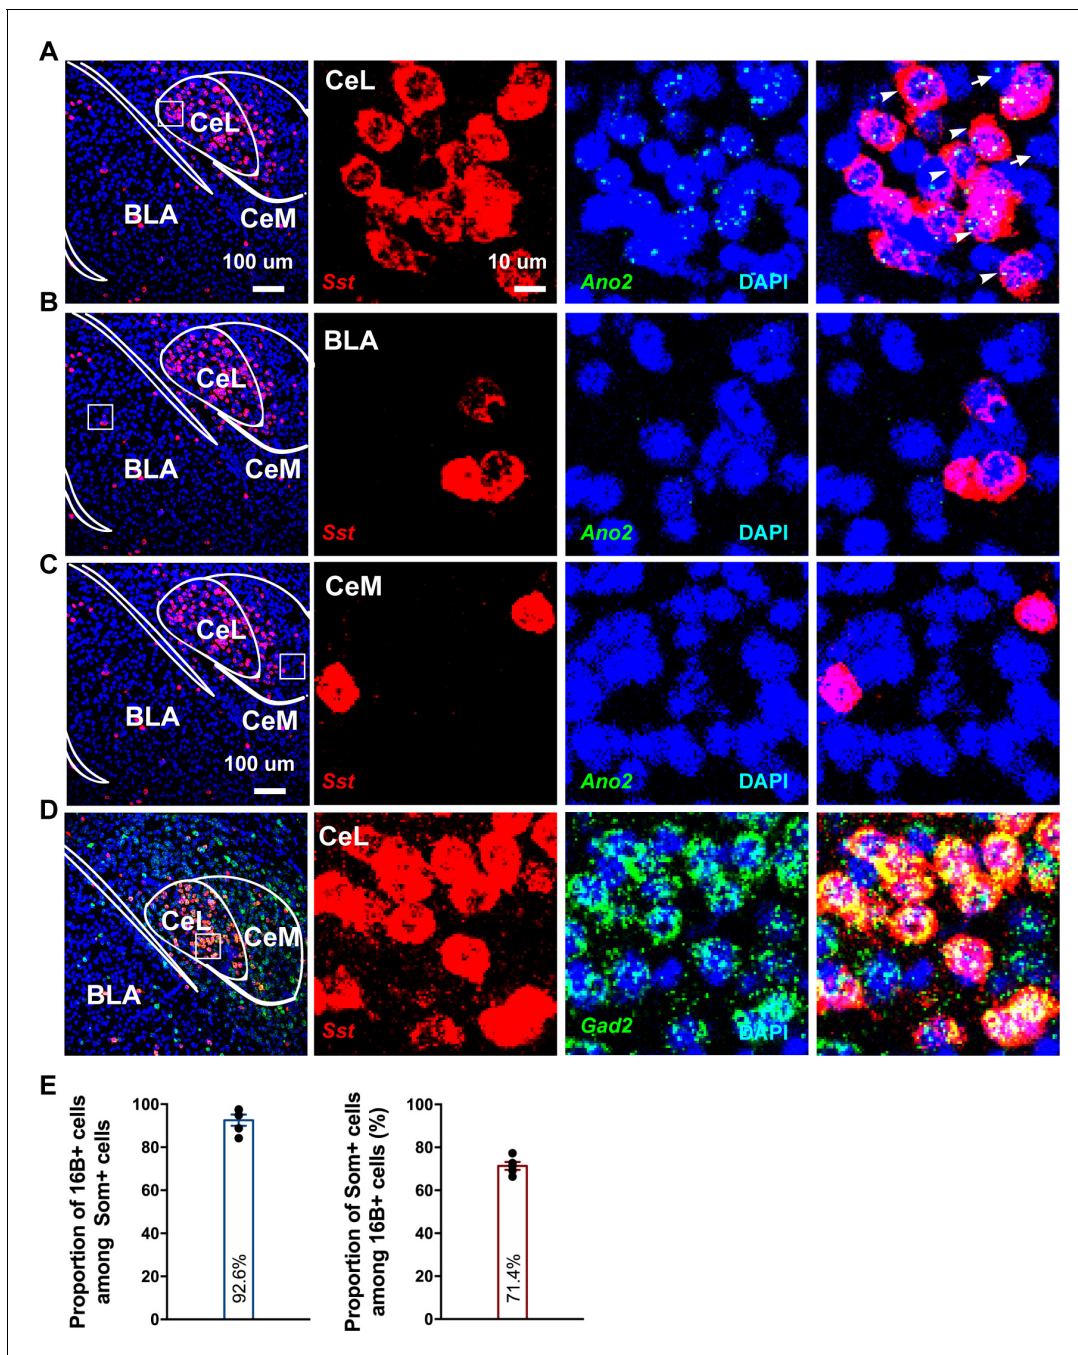 A
CeL
CeL
BLA
CeM
100 um
Sst
10 um
Ano2
DAPI
B
BLA
CeL
BLA
CeM
Sst
Ano2
DAPI
C
CeM
CeL
BLA
CeM
100 um
Sst
Ano2
DAPI
D
CeL
CeL
CeM
BLA
Sst
Gad2
DAPI
E
Proportion of 16B+ cells
among Som+ cells
100
80
60
40
20
0
92.6%
Proportion of Som+ cells
among 16B+ cells (%)
100
80
60
40
20
0
71.4%